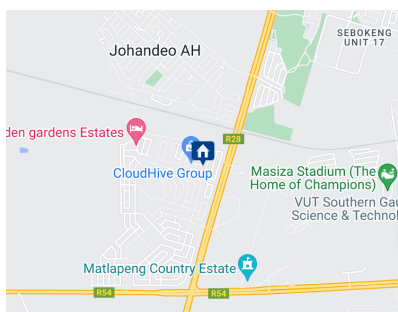 SEBOKENG
UNIT 17
Johandeo AH
den gardens Estates
R28
CloudHive Group
Masiza Stadium (The
Home of Champions)
VUT Southern Gau
Science & Technol
Matlapeng Country Estate
R54
R54